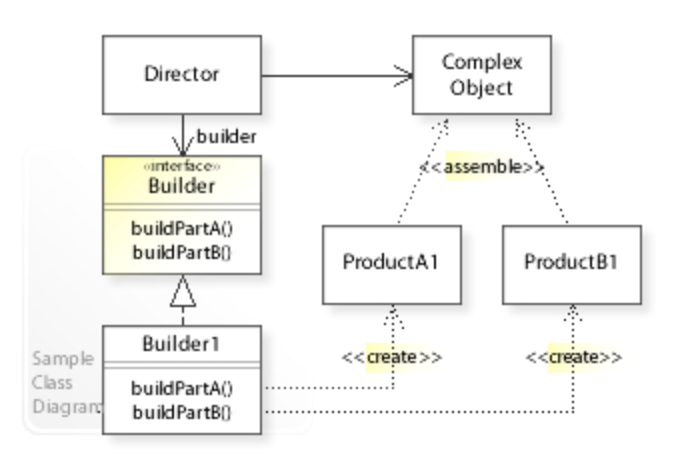 Director
Complex
Object
builder
«interface»
Builder
buildPartA()
buildPartB()
<<assemble>>
ProductA1
ProductB1
Builder1
buildPartA()
buildPartB()
<<create>>
<<create>>
Sample
Class
Diagram